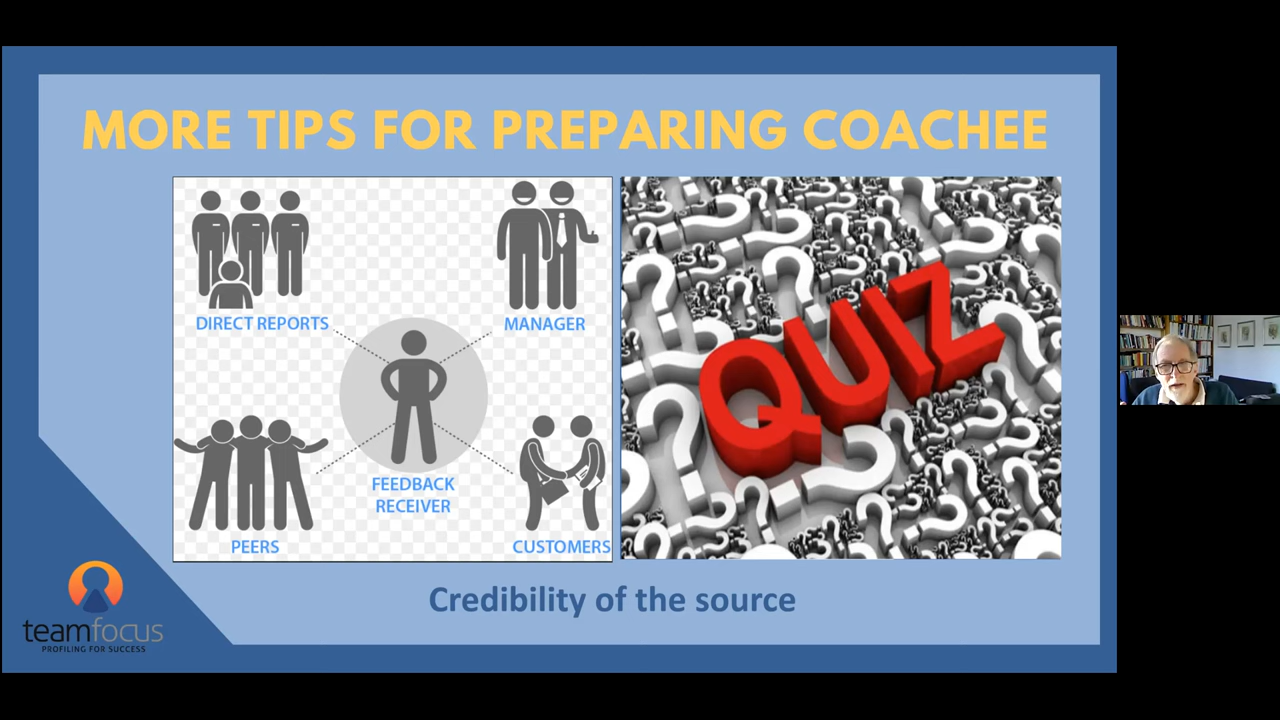 MORE TIPS FOR PREPARING COACHEE
DIRECT REPORTS
MANAGER
FEEDBACK
RECEIVER
PEERS
CUSTOMERS
QUIZ
Credibility of the source
teamfocus
PROFILING FOR SUCCESS